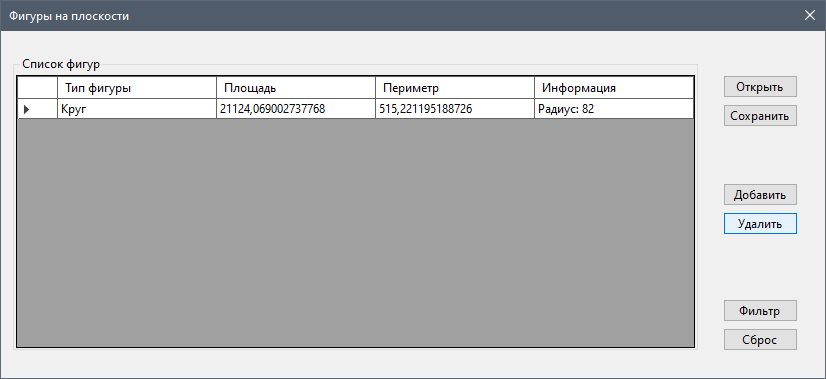 Фигуры на плоскости
Список фигур
Тип фигуры Площадь Периметр Информация
Круг 21124,069002737768 515,221195188726 Радиус: 82
Открыть
Сохранить
Добавить
Удалить
Фильтр
Сброс